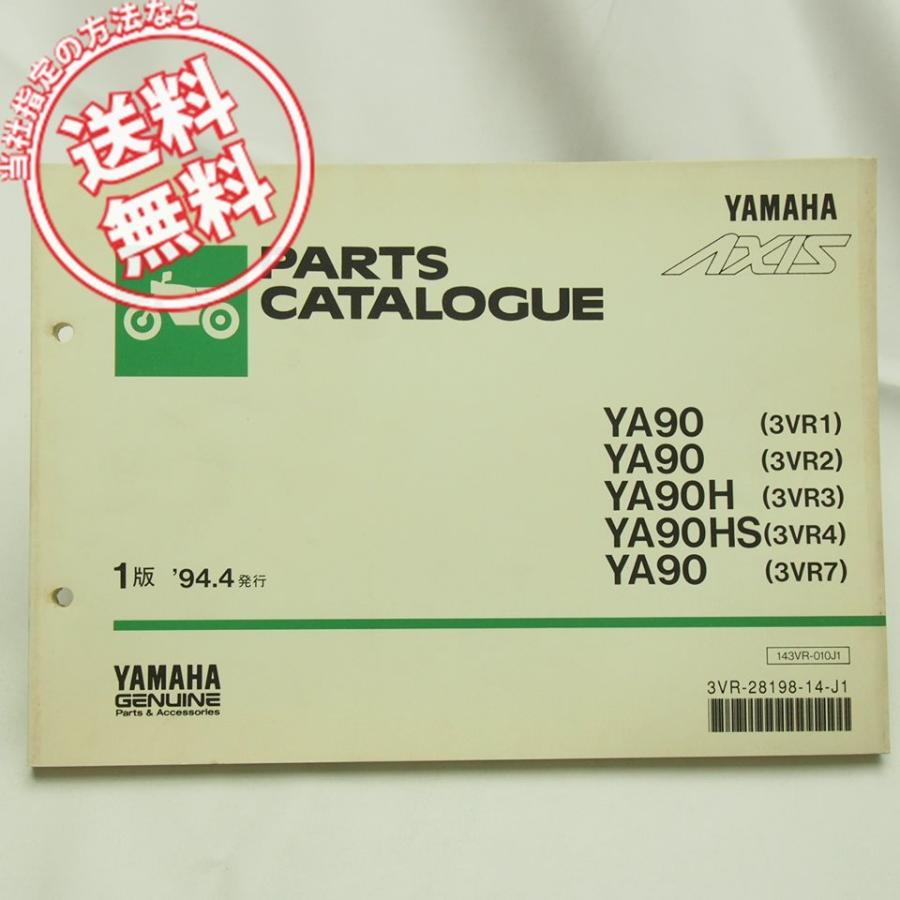 当社指定の方法なら
送料
無料
PARTS
CATALOGUE
YAMAHA
AXIS
YA90 (3VR1)
YA90 (3VR2)
YA90H (3VR3)
YA90HS(3VR4)
YA90 (3VR7)
1版 '94.4発行
143VR-010J1
3VR-28198-14-J1
YAMAHA
GENUINE
Parts & Accessories